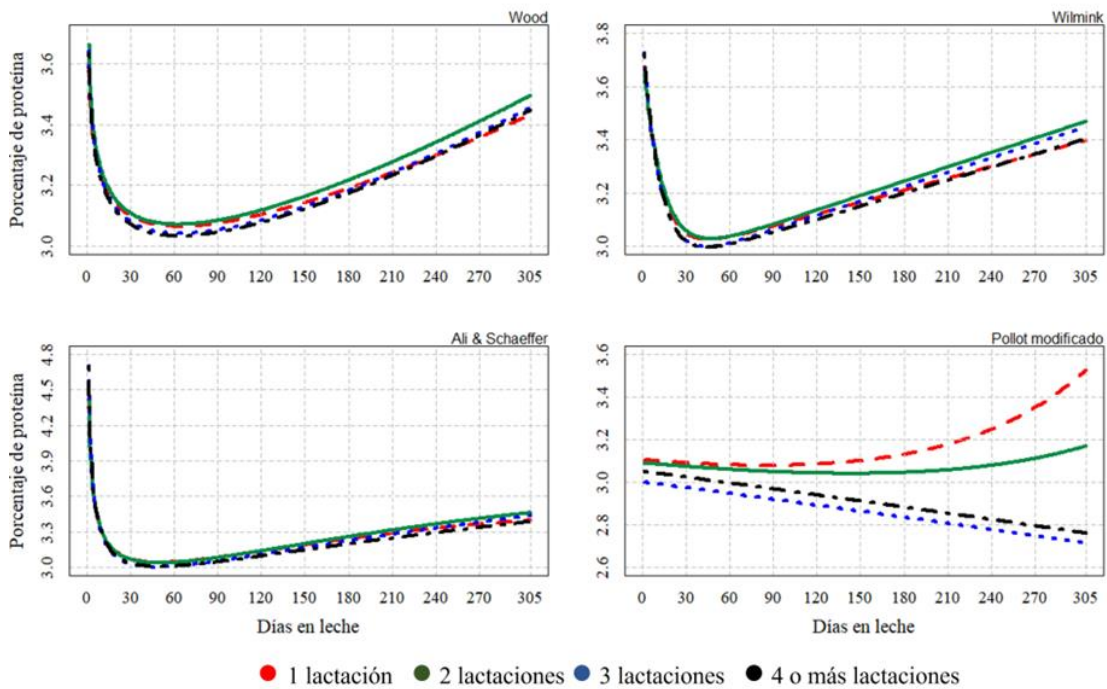 Wood
Porcentaje de proteína
3.6
3.4
3.2
3.0
0 30 60 90 120 150 180 210 240 270 305
Wilmink
3.8
3.6
3.4
3.2
3.0
0 30 60 90 120 150 180 210 240 270 305
Ali & Schaeffer
Porcentaje de proteína
4.8
4.5
4.2
3.9
3.6
3.3
3.0
0 30 60 90 120 150 180 210 240 270 305
Días en leche
Pollot modificado
3.6
3.4
3.2
3.0
2.8
2.6
0 30 60 90 120 150 180 210 240 270 305
Días en leche
1 lactación 2 lactaciones 3 lactaciones 4 o más lactaciones